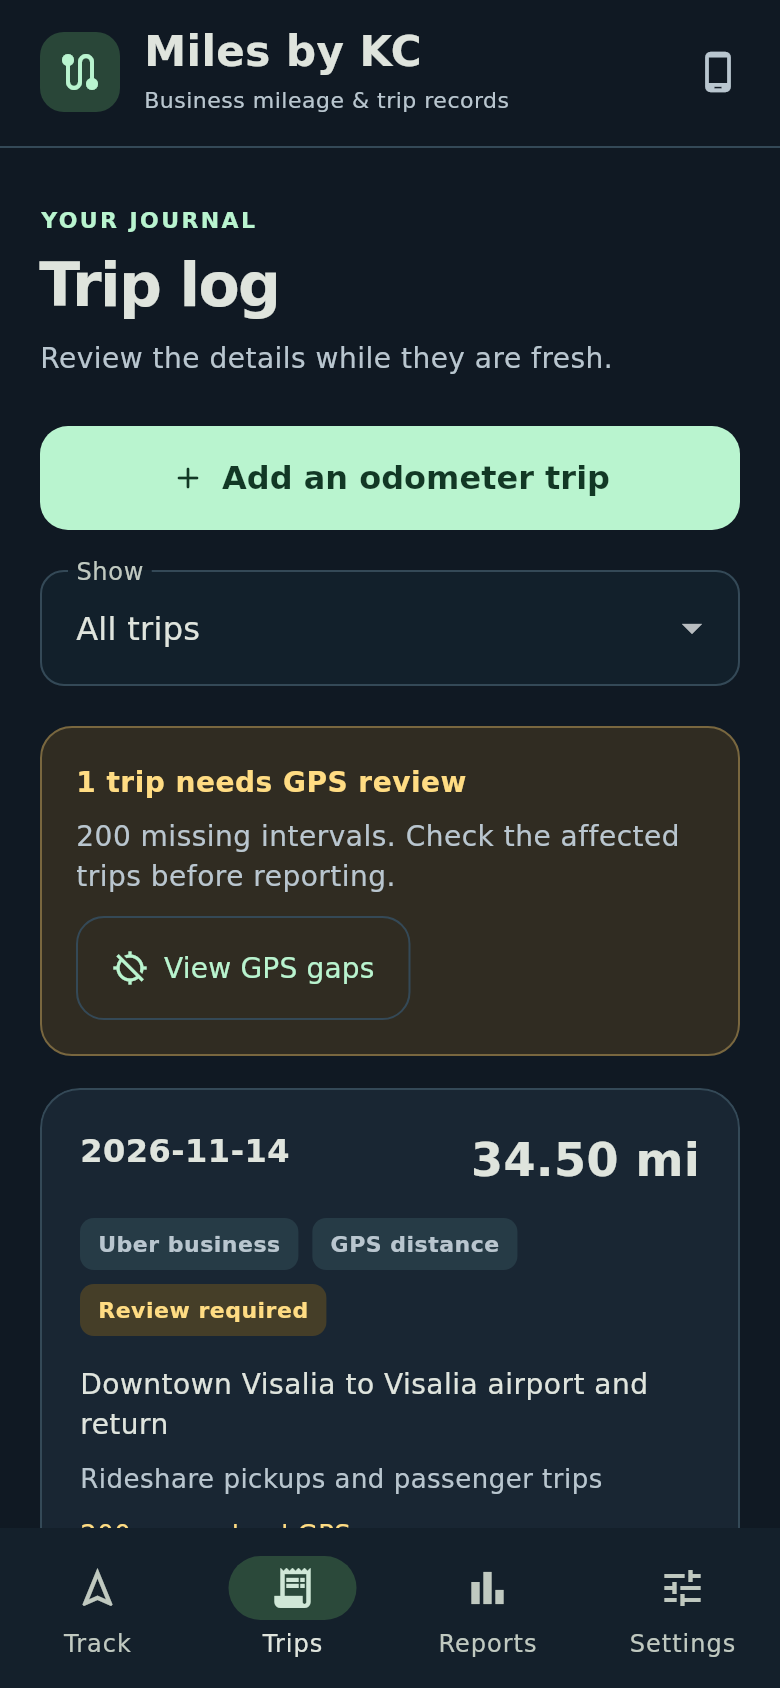 Miles by KC
Business mileage & trip records
YOUR JOURNAL
Trip log
Review the details while they are fresh.
+ Add an odometer trip
Show
All trips
1 trip needs GPS review
200 missing intervals. Check the affected
trips before reporting.
View GPS gaps
2026-11-14
34.50 mi
Uber business
GPS distance
Review required
Downtown Visalia to Visalia airport and
return
Rideshare pickups and passenger trips
Track
Trips
Reports
Settings